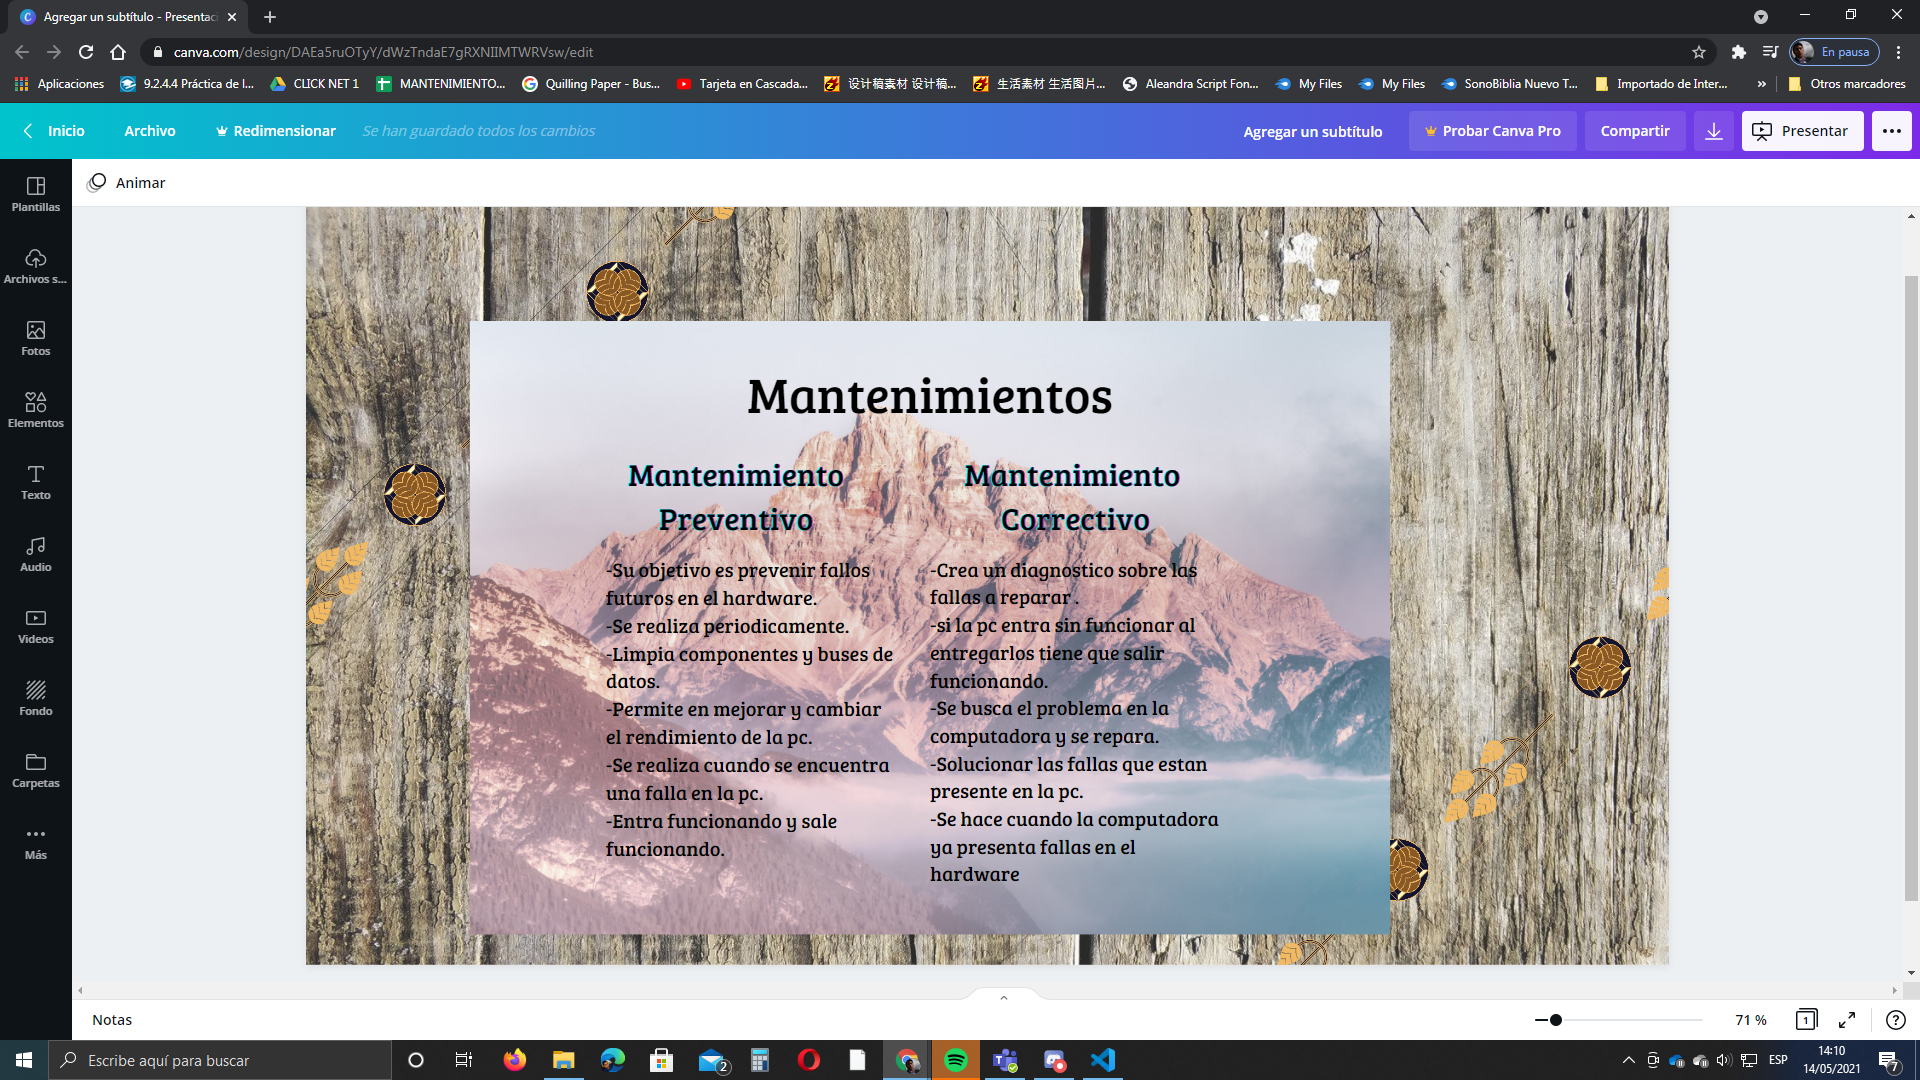 Agregar un subtítulo - Presentaci
canva.com/design/DAEa5ruOTyY/dWzTndaE7gRXNIIMTWRVsw/edit
En pausa
Aplicaciones
9.2.4.4 Práctica de l...
CLICK NET 1
MANTENIMIENTO...
Quilling Paper - Bus...
Tarjeta en Cascada...
设计稿素材 设计稿...
生活素材 生活图片...
Aleandra Script Fon...
My Files
My Files
SonoBiblia Nuevo T...
Importado de Inter...
»
Otros marcadores
Inicio
Archivo
Redimensionar
Se han guardado todos los cambios
Agregar un subtítulo
Probar Canva Pro
Compartir
Presentar
Animar
Plantillas
Archivos s...
Fotos
Elementos
Texto
Audio
Videos
Fondo
Carpetas
Más
Mantenimientos
Mantenimiento
Preventivo
-Su objetivo es prevenir fallos
futuros en el hardware.
-Se realiza periodicamente.
-Limpia componentes y buses de
datos.
-Permite en mejorar y cambiar
el rendimiento de la pc.
-Se realiza cuando se encuentra
una falla en la pc.
-Entra funcionando y sale
funcionando.
Mantenimiento
Correctivo
-Crea un diagnostico sobre las
fallas a reparar .
-si la pc entra sin funcionar al
entregarlos tiene que salir
funcionando.
-Se busca el problema en la
computadora y se repara.
-Solucionar las fallas que estan
presente en la pc.
-Se hace cuando la computadora
ya presenta fallas en el
hardware
Notas
71 %
1
?
Escribe aquí para buscar
2
ESP
14:10
14/05/2021
7